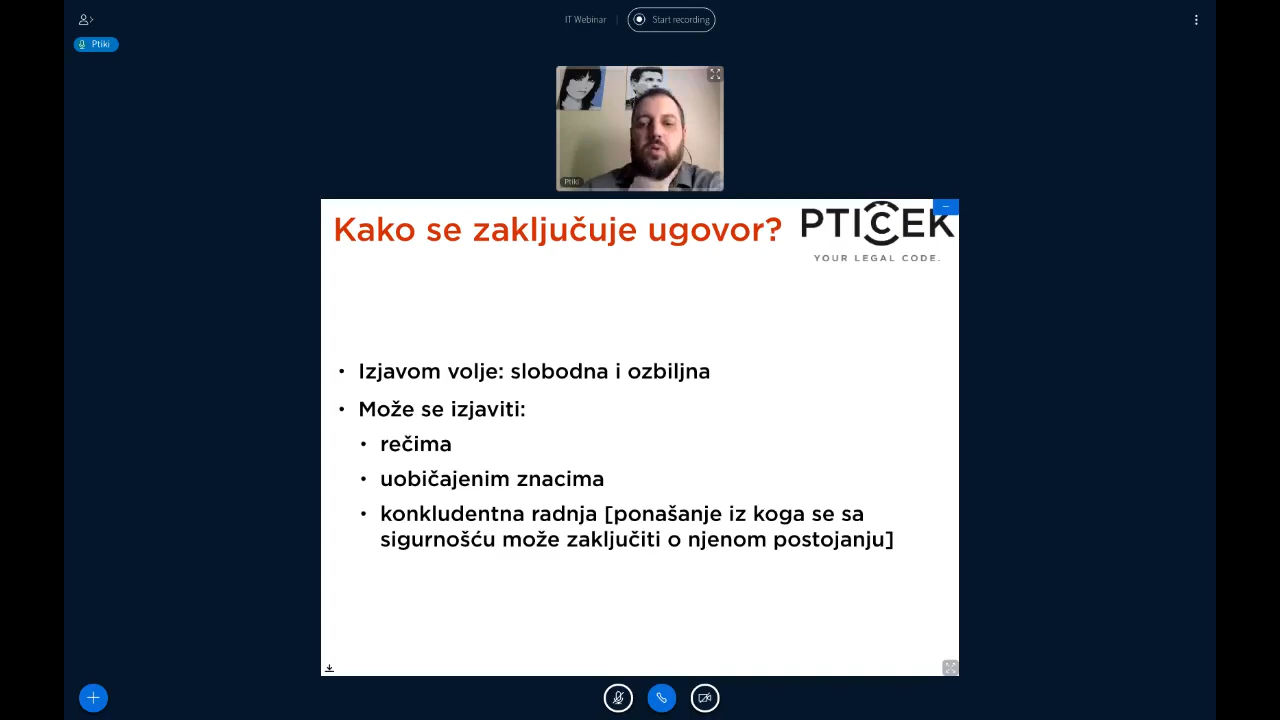 IT Webinar
Start recording
Ptiki
Ptiki
Kako se zaključuje ugovor?
PTIČEK
YOUR LEGAL CODE.
• Izjavom volje: slobodna i ozbiljna
• Može se izjaviti:
• rečima
• uobičajenim znacima
• konkludentna radnja [ponašanje iz koga se sa
sigurnošću može zaključiti o njenom postojanju]